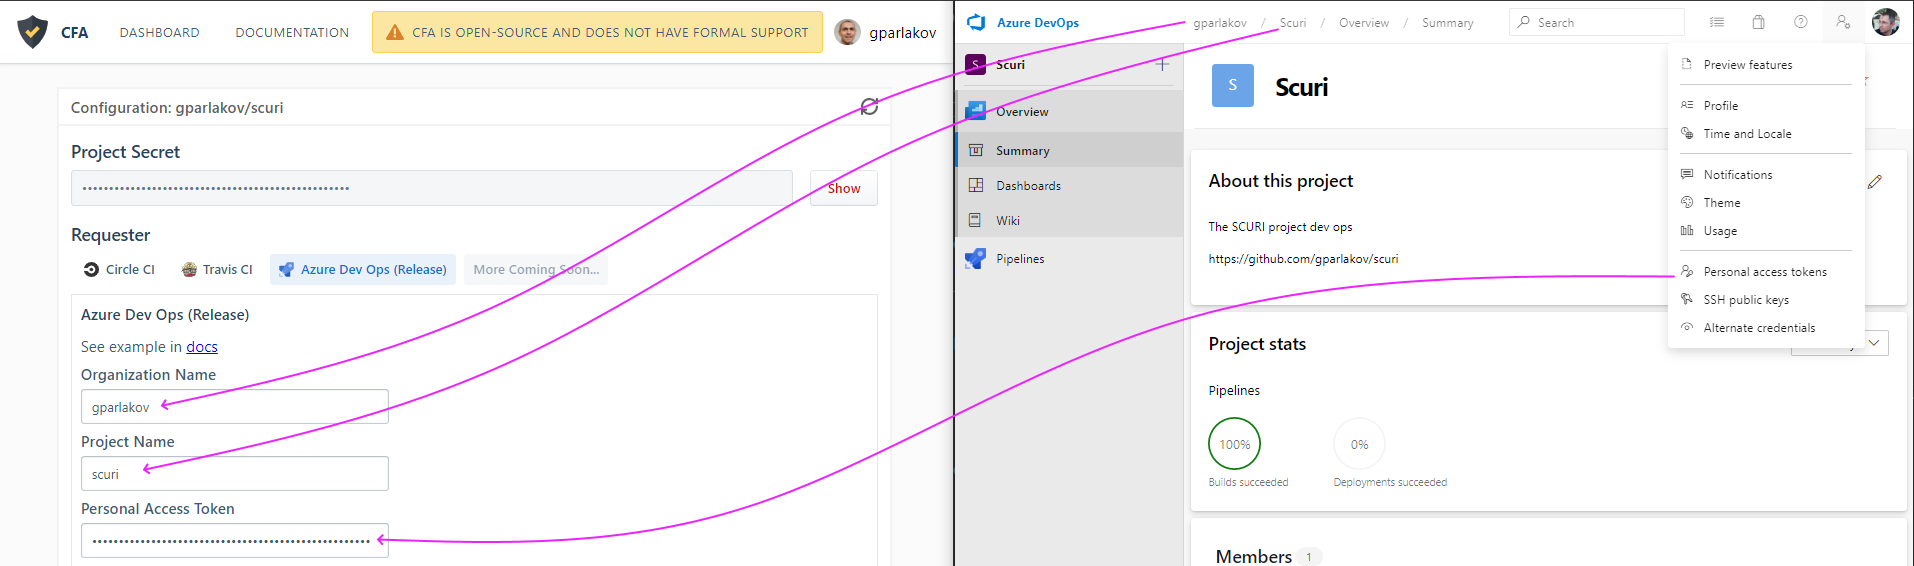 CFA DASHBOARD DOCUMENTATION CFA IS OPEN-SOURCE AND DOES NOT HAVE FORMAL SUPPORT gparlakov
Configuration: gparlakov/scuri
Project Secret
••••••••••••••••••••••••••••••••••••••••••••••••••• Show
Requester
Circle CI Travis CI Azure Dev Ops (Release) More Coming Soon...
Azure Dev Ops (Release)
See example in docs
Organization Name
gparlakov
Project Name
scuri
Personal Access Token
••••••••••••••••••••••••••••••••••••••••••••••••••••
Azure DevOps gparlakov / Scuri / Overview / Summary Search
S Scuri
Overview
Summary
Dashboards
Wiki
Pipelines
S Scuri
About this project
The SCURI project dev ops
https://github.com/gparlakov/scuri
Project stats
Pipelines
100% 0%
Builds succeeded Deployments succeeded
Members 1
Preview features
Profile
Time and Locale
Notifications
Theme
Usage
Personal access tokens
SSH public keys
Alternate credentials